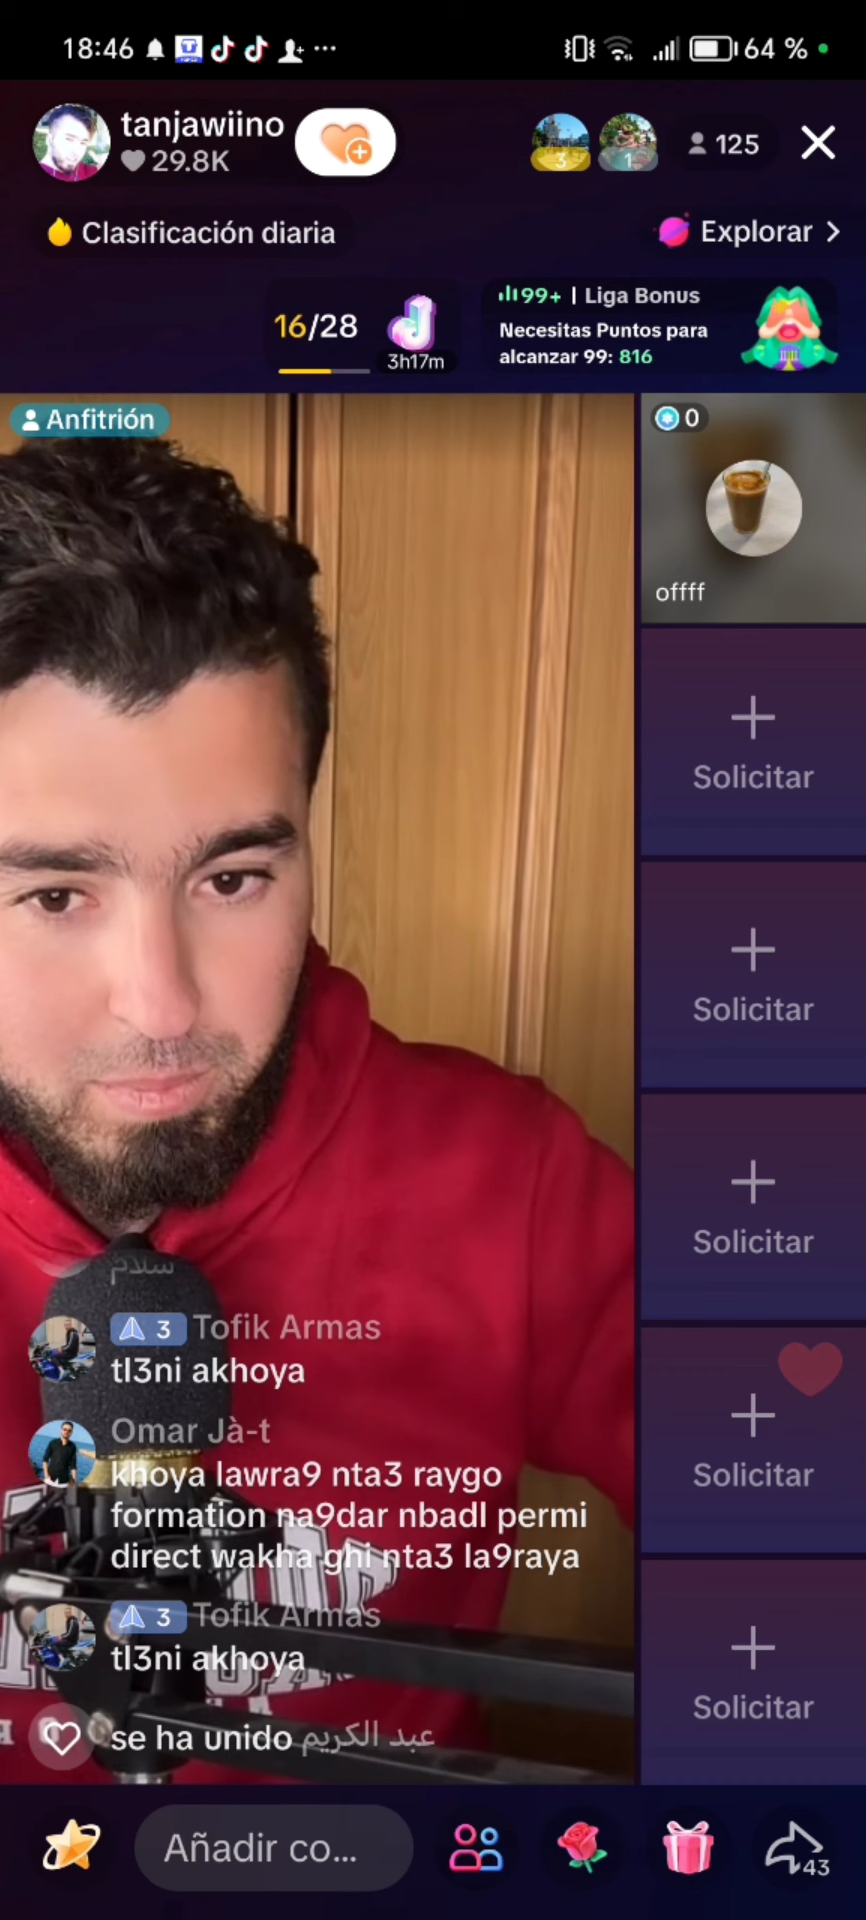 18:46
64 %
tanjawiino
29.8K
3
1
125
Clasificación diaria
Explorar
16/28
3h17m
99+ | Liga Bonus
Necesitas Puntos para
alcanzar 99: 816
Anfitrión
0
offff
Solicitar
Solicitar
Solicitar
Solicitar
Solicitar
سلام
3 Tofik Armas
tl3ni akhoya
Omar Jà-t
khoya lawra9 nta3 raygo
formation na9dar nbadl permi
direct wakha ghi nta3 la9raya
3 Tofik Armas
tl3ni akhoya
se ha unido عبد الكريم
Añadir co...
43